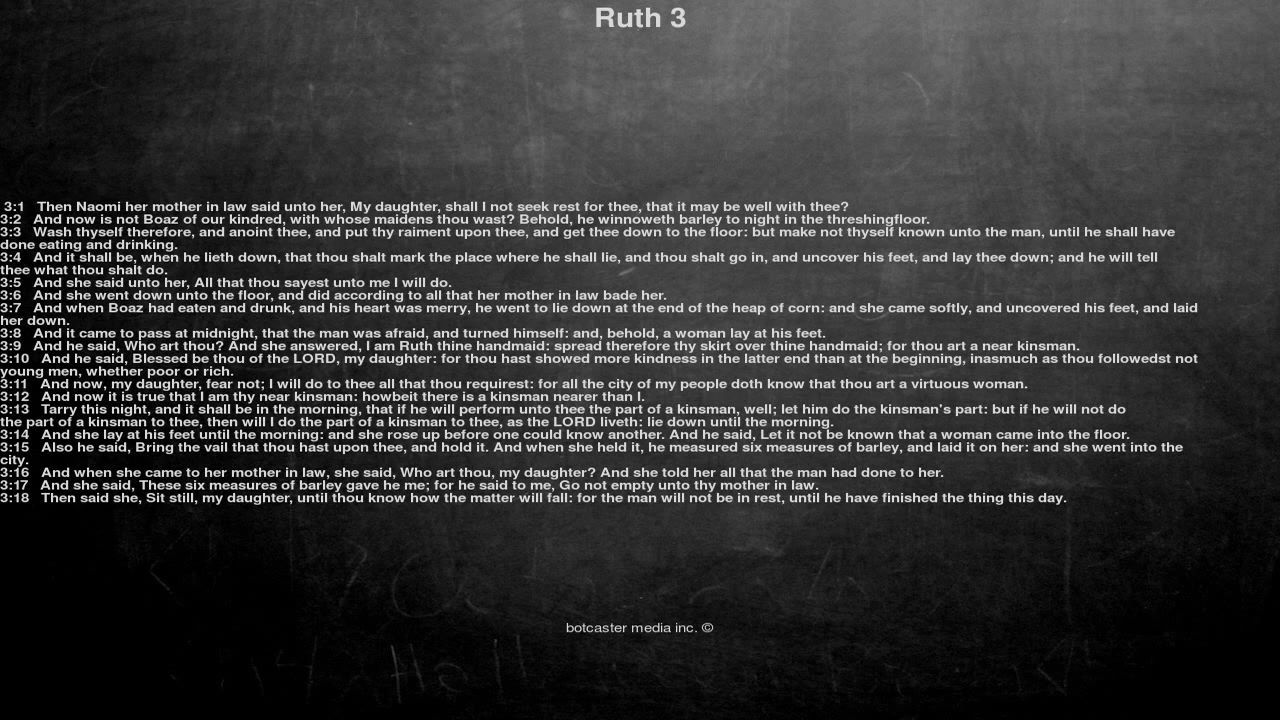 Ruth 3
3:1 Then Naomi her mother in law said unto her, My daughter, shall I not seek rest for thee, that it may be well with thee?
3:2 And now is not Boaz of our kindred, with whose maidens thou wast? Behold, he winnoweth barley to night in the threshingfloor.
3:3 Wash thyself therefore, and anoint thee, and put thy raiment upon thee, and get thee down to the floor: but make not thyself known unto the man, until he shall have
done eating and drinking.
3:4 And it shall be, when he lieth down, that thou shalt mark the place where he shall lie, and thou shalt go in, and uncover his feet, and lay thee down; and he will tell
thee what thou shalt do.
3:5 And she said unto her, All that thou sayest unto me I will do.
3:6 And she went down unto the floor, and did according to all that her mother in law bade her.
3:7 And when Boaz had eaten and drunk, and his heart was merry, he went to lie down at the end of the heap of corn: and she came softly, and uncovered his feet, and laid
her down.
3:8 And it came to pass at midnight, that the man was afraid, and turned himself: and, behold, a woman lay at his feet.
3:9 And he said, Who art thou? And she answered, I am Ruth thine handmaid: spread therefore thy skirt over thine handmaid; for thou art a near kinsman.
3:10 And he said, Blessed be thou of the LORD, my daughter: for thou hast showed more kindness in the latter end than at the beginning, inasmuch as thou followedst not
young men, whether poor or rich.
3:11 And now, my daughter, fear not; I will do to thee all that thou requirest: for all the city of my people doth know that thou art a virtuous woman.
3:12 And now it is true that I am thy near kinsman: howbeit there is a kinsman nearer than I.
3:13 Tarry this night, and it shall be in the morning, that if he will perform unto thee the part of a kinsman, well; let him do the kinsman's part: but if he will not do
the part of a kinsman to thee, then will I do the part of a kinsman to thee, as the LORD liveth: lie down until the morning.
3:14 And she lay at his feet until the morning: and she rose up before one could know another. And he said, Let it not be known that a woman came into the floor.
3:15 Also he said, Bring the vail that thou hast upon thee, and hold it. And when she held it, he measured six measures of barley, and laid it on her: and she went into the
city.
3:16 And when she came to her mother in law, she said, Who art thou, my daughter? And she told her all that the man had done to her.
3:17 And she said, These six measures of barley gave he me; for he said to me, Go not empty unto thy mother in law.
3:18 Then said she, Sit still, my daughter, until thou know how the matter will fall: for the man will not be in rest, until he have finished the thing this day.
botcaster media inc. ©